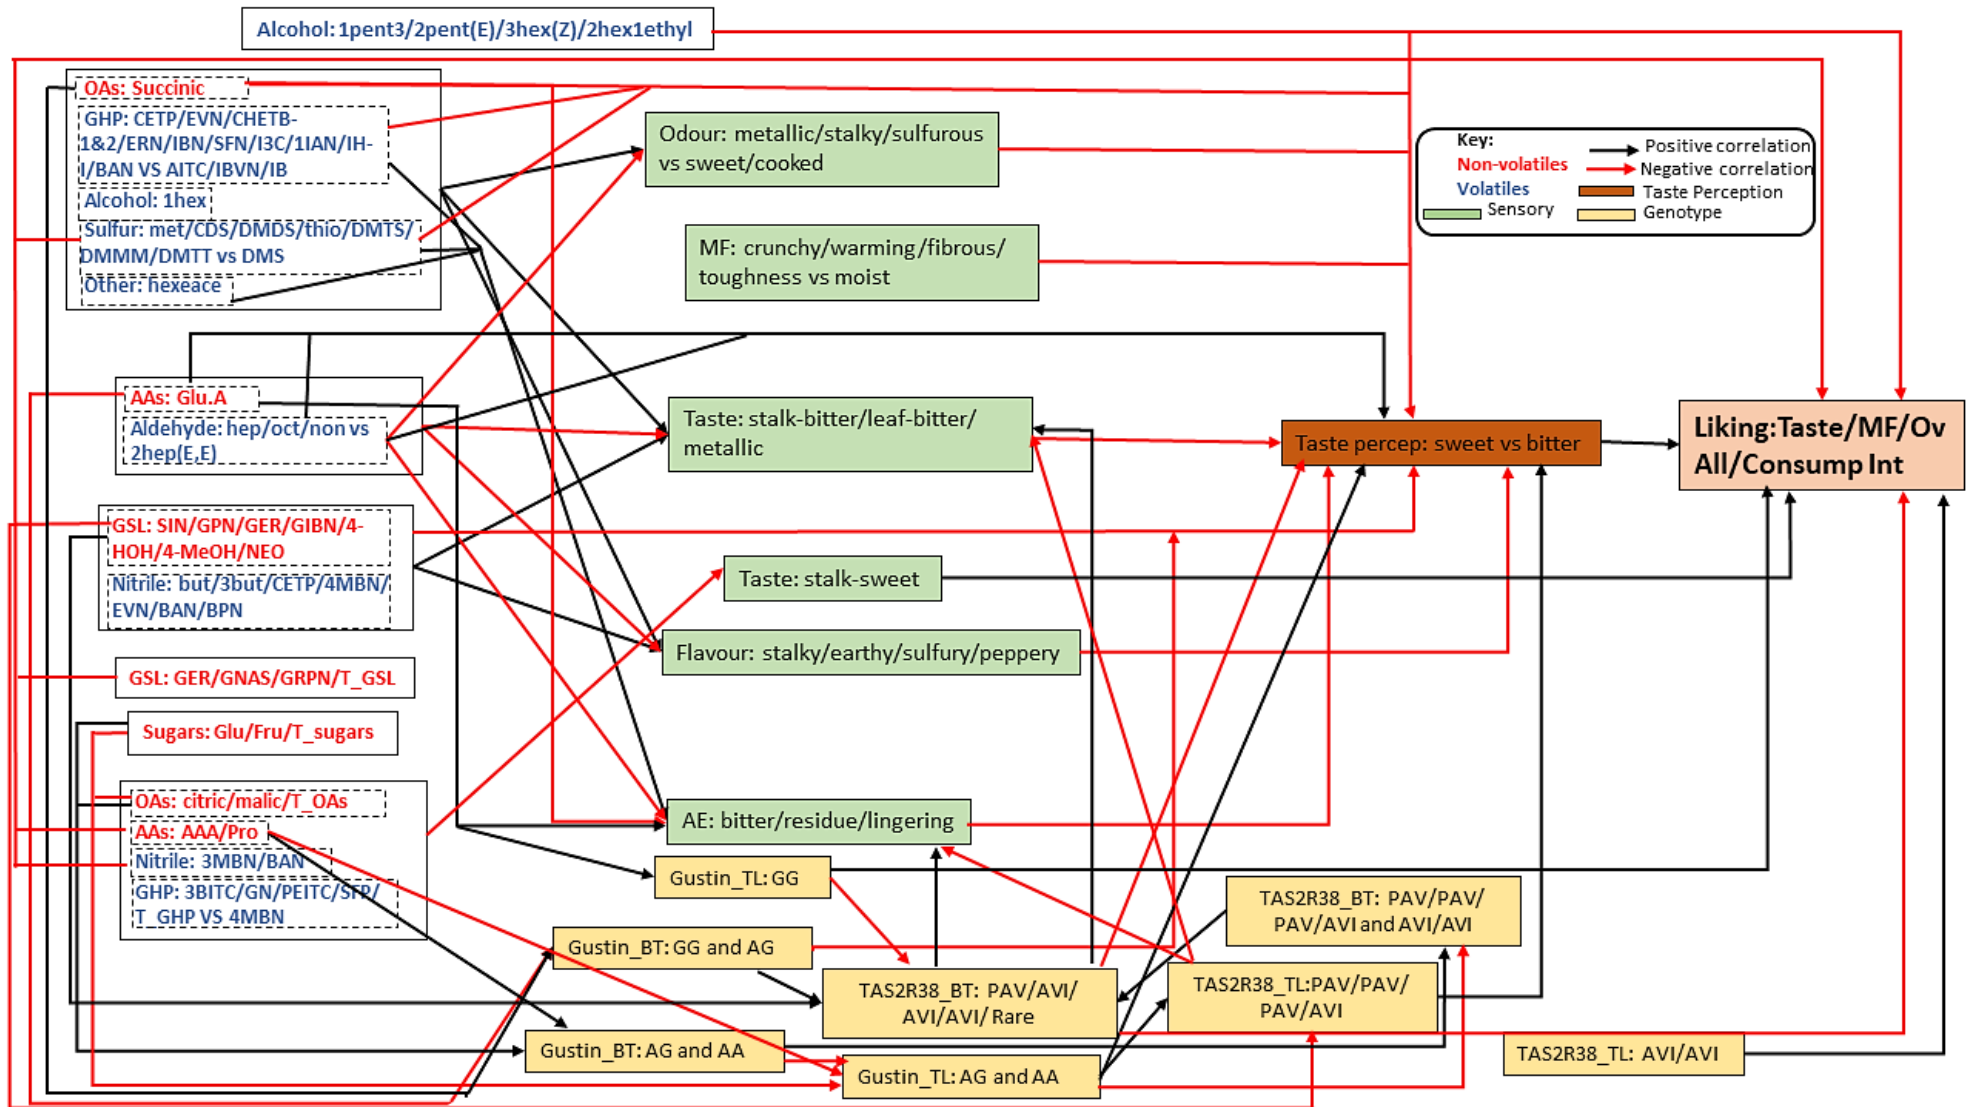 Alcohol: 1pent3/2pent(E)/3hex(Z)/2hex1ethyl
OAs: Succinic
GHP: CETP/EVN/CHETB-
1&2/ERN/IBN/SFN/I3C/1IAN/IH-
I/BAN VS AITC/IBVN/IB
Alcohol: 1hex
Sulfur: met/CDS/DMDS/thio/DMTS/
DMMM/DMTT vs DMS
Other: hexeace
Odour: metallic/stalky/sulfurous
vs sweet/cooked
MF: crunchy/warming/fibrous/
toughness vs moist
Key:
Non-volatiles
Volatiles
Sensory
Positive correlation
Negative correlation
Taste Perception
Genotype
AAs: Glu.A
Aldehyde: hep/oct/non vs
2hep(E,E)
Taste: stalk-bitter/leaf-bitter/
metallic
Taste percep: sweet vs bitter
Liking:Taste/MF/Ov
All/Consump Int
GSL: SIN/GPN/GER/GIBN/4-
HOH/4-MeOH/NEO
Nitrile: but/3but/CETP/4MBN/
EVN/BAN/BPN
Taste: stalk-sweet
Flavour: stalky/earthy/sulfury/peppery
GSL: GER/GNAS/GRPN/T_GSL
Sugars: Glu/Fru/T_sugars
OAs: citric/malic/T_OAs
AAs: AAA/Pro
Nitrile: 3MBN/BAN
GHP: 3BITC/GN/PEITC/SFP/
T_GHP VS 4MBN
AE: bitter/residue/lingering
Gustin_TL: GG
TAS2R38_BT: PAV/PAV/
PAV/AVI and AVI/AVI
Gustin_BT: GG and AG
TAS2R38_BT: PAV/AVI/
AVI/AVI/ Rare
TAS2R38_TL:PAV/PAV/
PAV/AVI
Gustin_BT: AG and AA
Gustin_TL: AG and AA
TAS2R38_TL: AVI/AVI